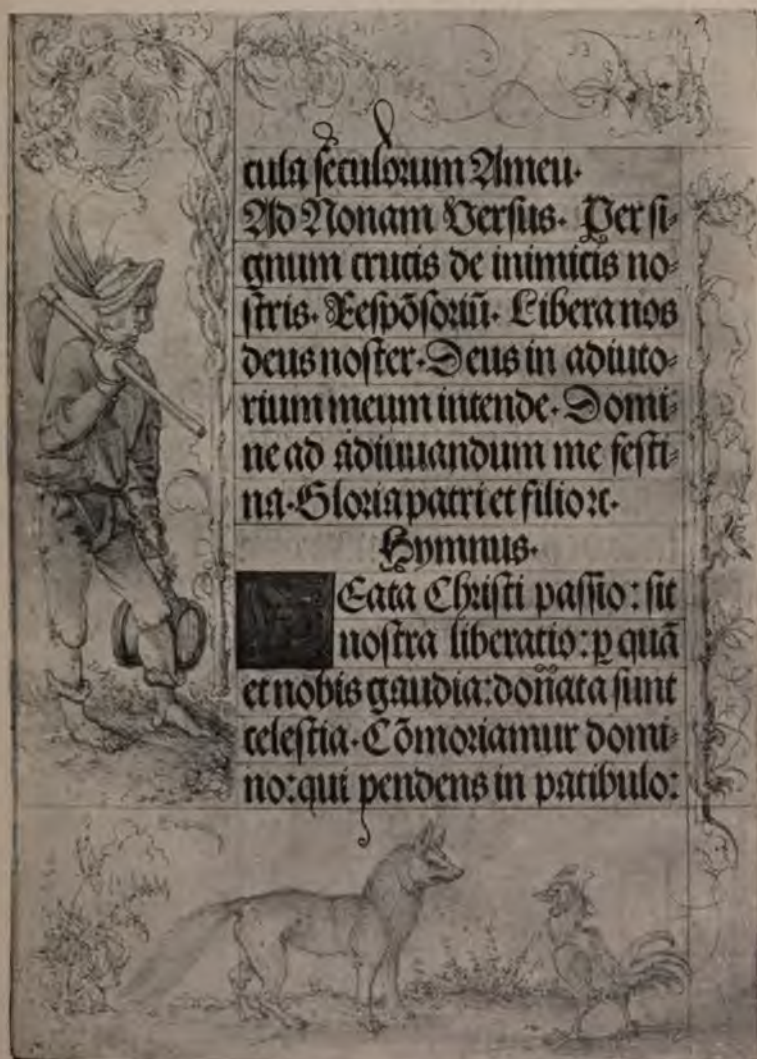 cula seculorum Amen.
Ad Nonam Versus. Per si⸗
gnum crucis de inimicis no⸗
stris. Respōsoriū. Libera nos
deus noster. Deus in adiuto⸗
rium meum intende. Domi⸗
ne ad adiuuandum me festi⸗
na. Gloria patri et filio ꝛc.
Hymnus.
Eata Christi passio: sit
nostra liberatio: ꝑ quā
et nobis gaudia: doñata sunt
celestia. Cōmoriamur domi⸗
no: qui pendens in patibulo: